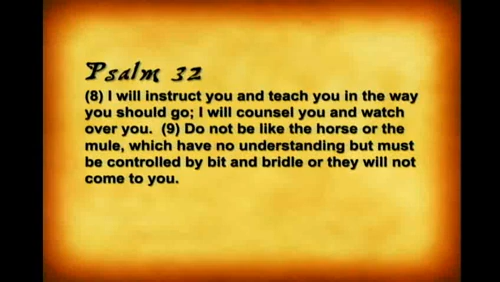 Psalm 32
(8) I will instruct you and teach you in the way
you should go; I will counsel you and watch
over you. (9) Do not be like the horse or the
mule, which have no understanding but must
be controlled by bit and bridle or they will not
come to you.